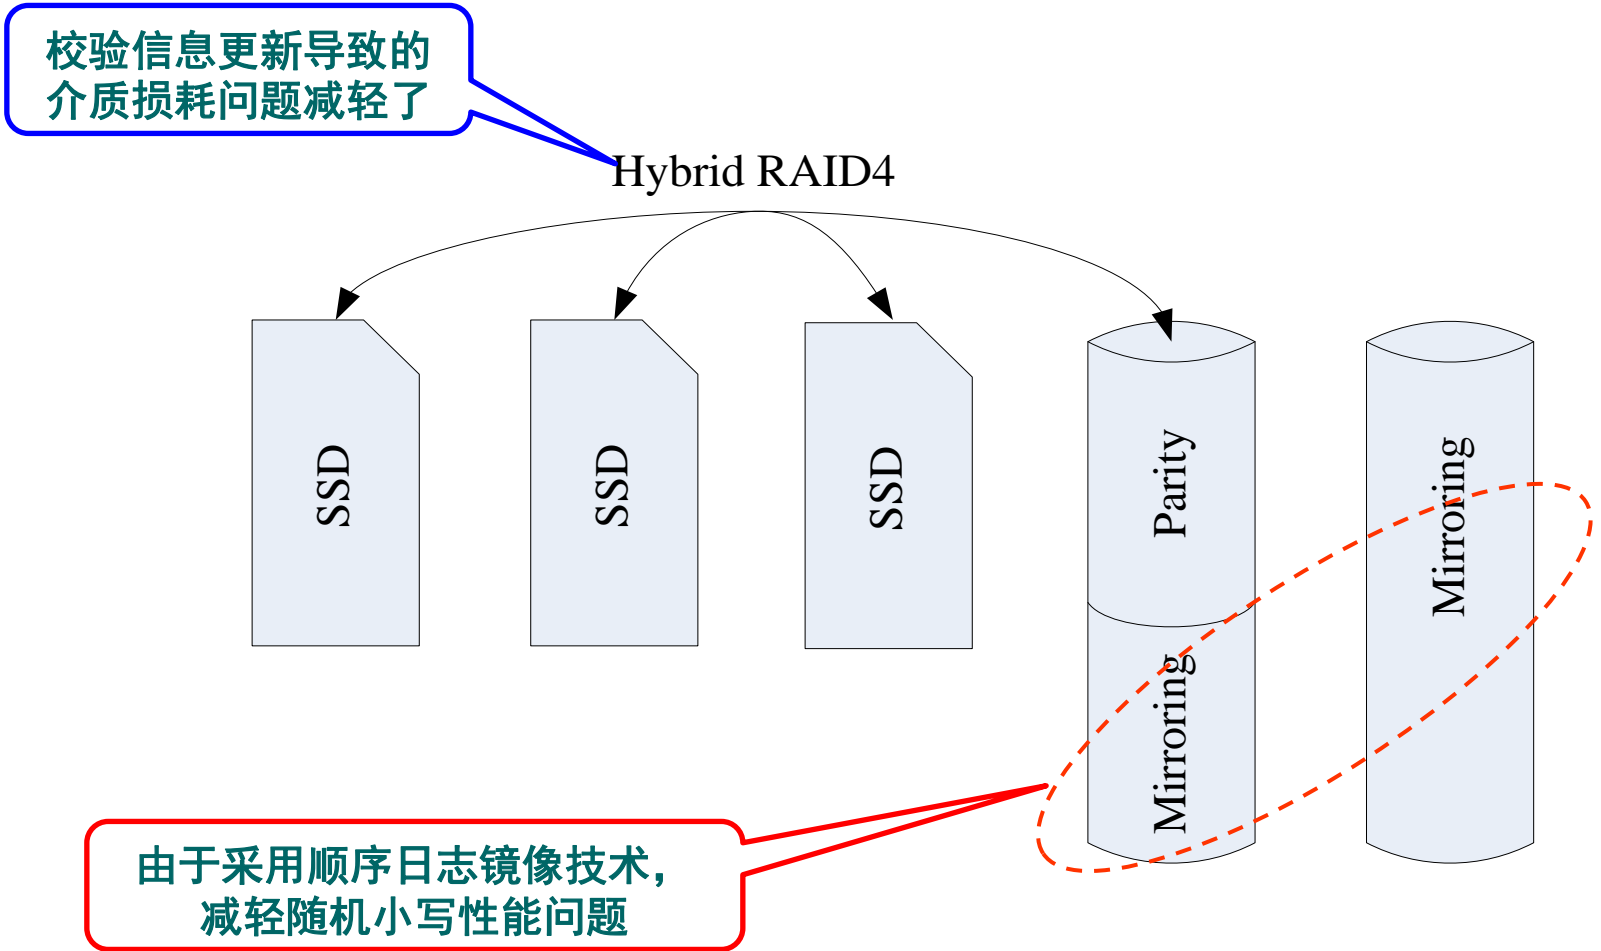 校验信息更新导致的
介质损耗问题减轻了
Hybrid RAID4
SSD
SSD
SSD
Parity
Mirroring
Mirroring
由于采用顺序日志镜像技术，
减轻随机小写性能问题